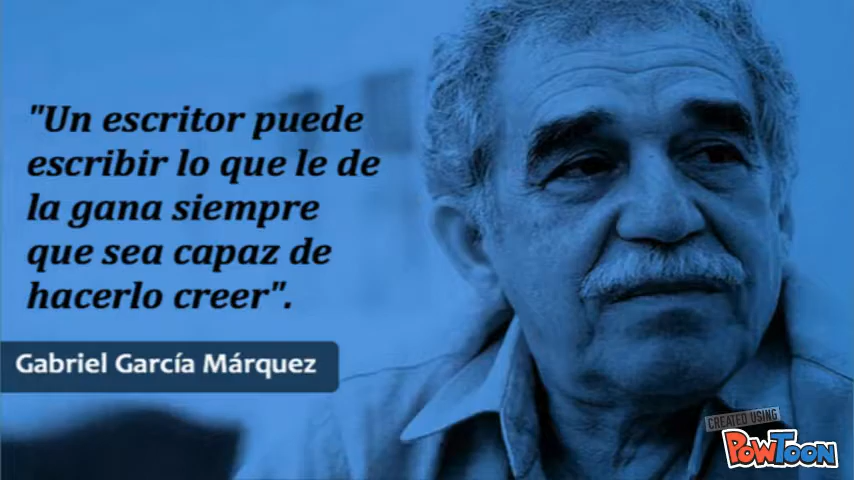 "Un escritor puede
escribir lo que le de
la gana siempre
que sea capaz de
hacerlo creer".
Gabriel García Márquez
CREATED USING
POWTOON